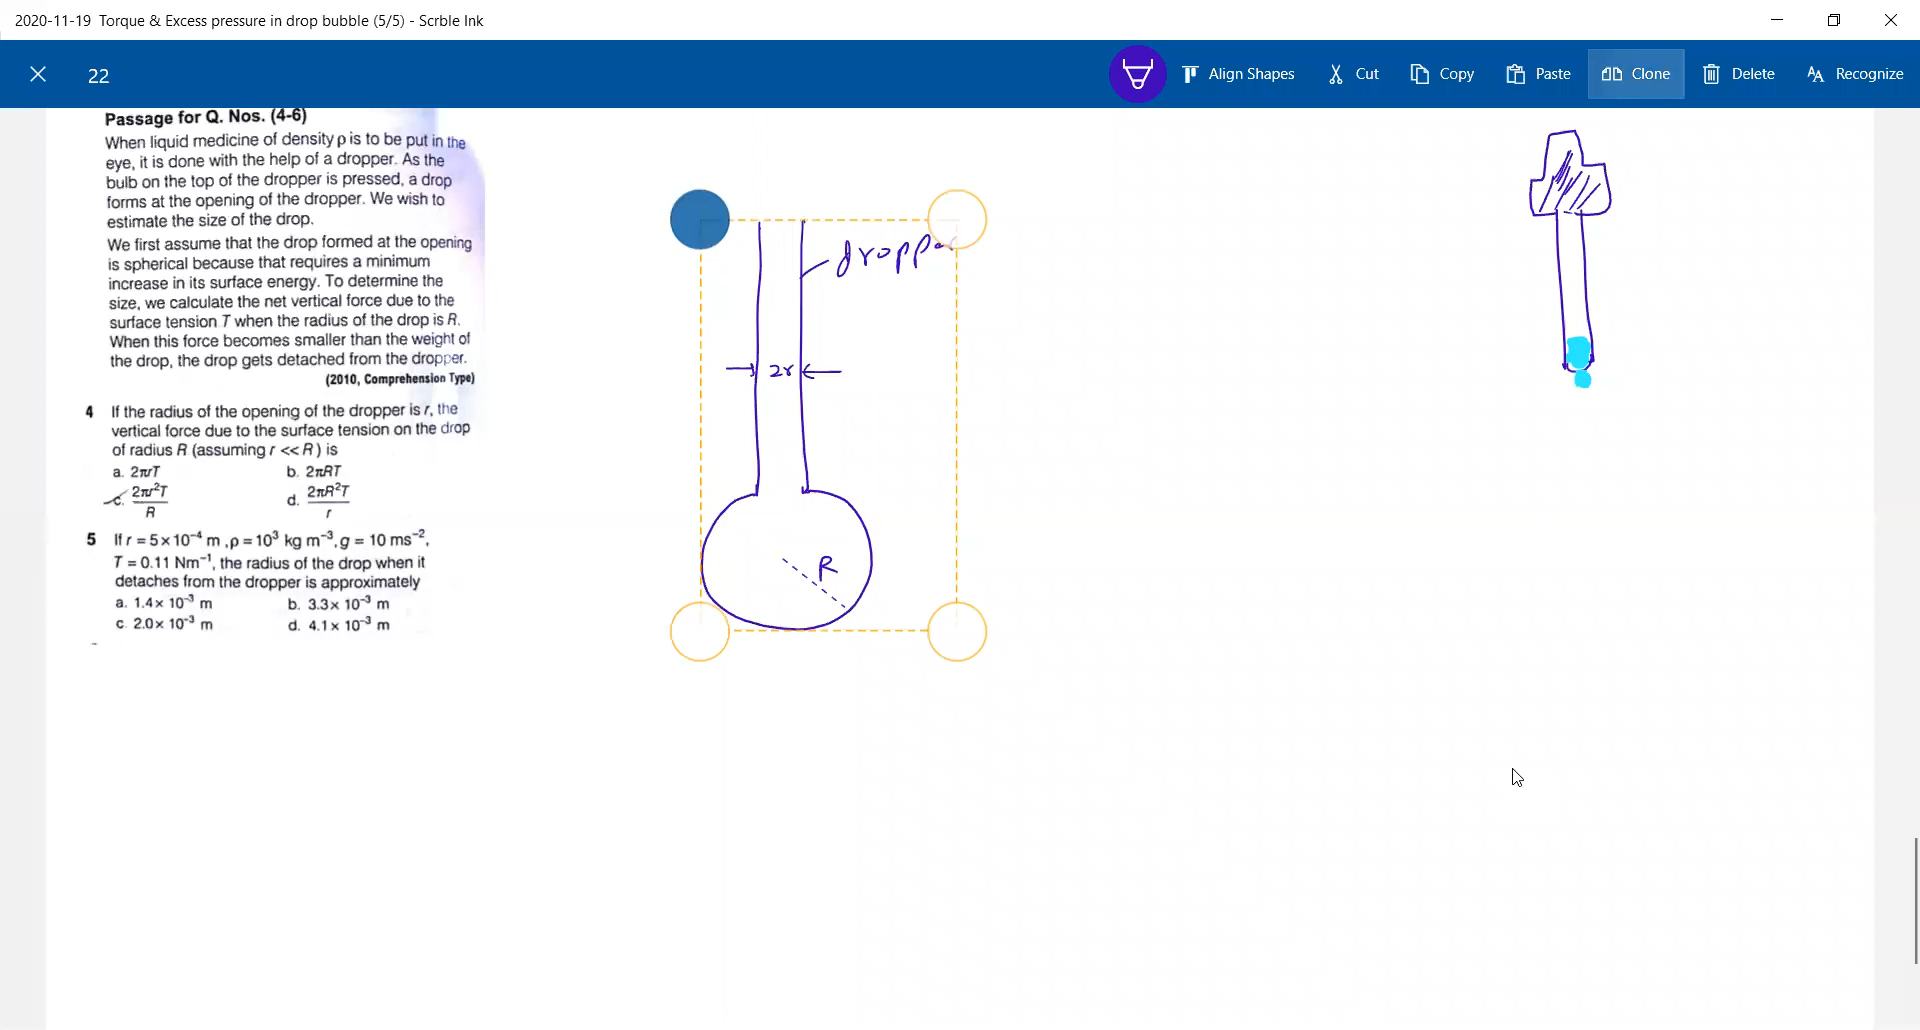 2020-11-19 Torque & Excess pressure in drop bubble (5/5) - Scrble Ink
22
Align Shapes
Cut
Copy
Paste
Clone
Delete
Recognize
Passage for Q. Nos. (4-6)
When liquid medicine of density ρ is to be put in the
eye, it is done with the help of a dropper. As the
bulb on the top of the dropper is pressed, a drop
forms at the opening of the dropper. We wish to
estimate the size of the drop.
We first assume that the drop formed at the opening
is spherical because that requires a minimum
increase in its surface energy. To determine the
size, we calculate the net vertical force due to the
surface tension T when the radius of the drop is R.
When this force becomes smaller than the weight of
the drop, the drop gets detached from the dropper.
(2010, Comprehension Type)
4 If the radius of the opening of the dropper is r, the
vertical force due to the surface tension on the drop
of radius R (assuming r << R) is
a. 2πrT b. 2πRT
c. 2πr²T/R d. 2πR²T/r
5 If r = 5 × 10⁻⁴ m, ρ = 10³ kg m⁻³, g = 10 ms⁻²,
T = 0.11 Nm⁻¹, the radius of the drop when it
detaches from the dropper is approximately
a. 1.4 × 10⁻³ m b. 3.3 × 10⁻³ m
c. 2.0 × 10⁻³ m d. 4.1 × 10⁻³ m
2r
R